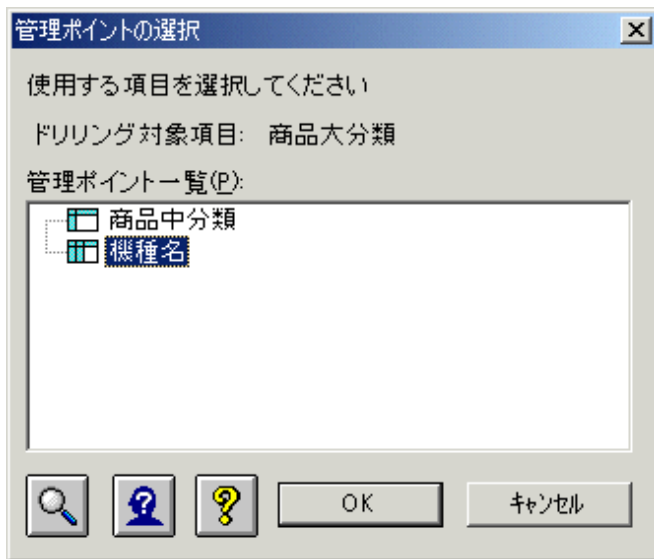 管理ポイントの選択
使用する項目を選択してください
ドリリング対象項目: 商品大分類
管理ポイント一覧(P):
商品中分類
機種名
OK キャンセル